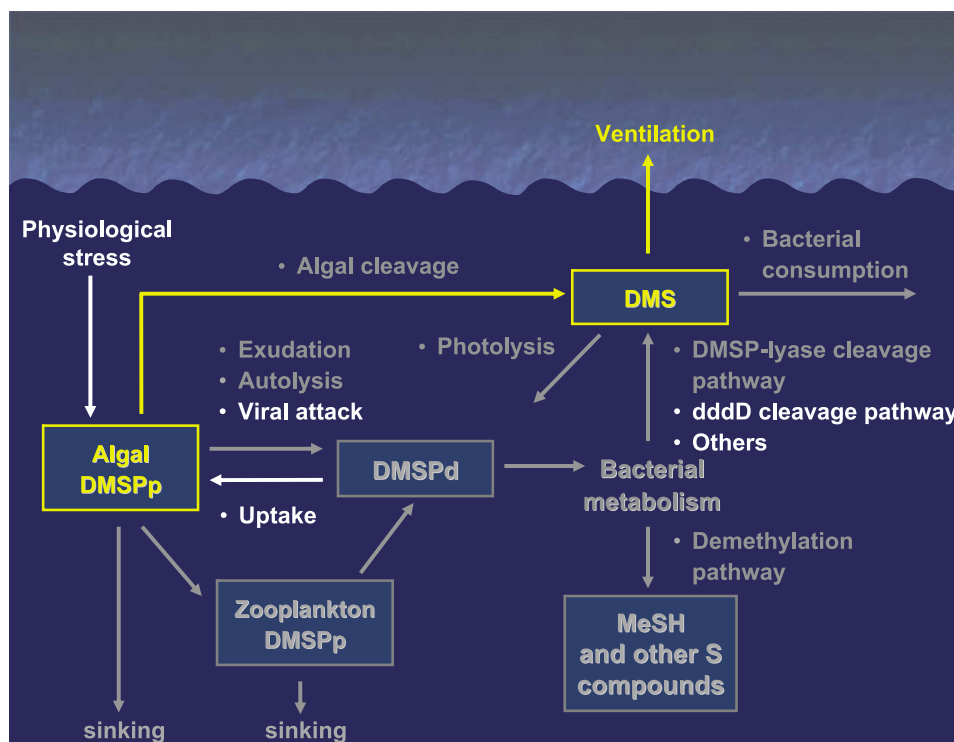 Ventilation
Physiological
stress
• Algal cleavage
• Bacterial
consumption
DMS
• Exudation
• Autolysis
• Viral attack
• Photolysis
• DMSP-lyase cleavage
pathway
• dddD cleavage pathway
• Others
Algal
DMSPp
DMSPd
Bacterial
metabolism
• Uptake
• Demethylation
pathway
Zooplankton
DMSPp
MeSH
and other S
compounds
sinking
sinking